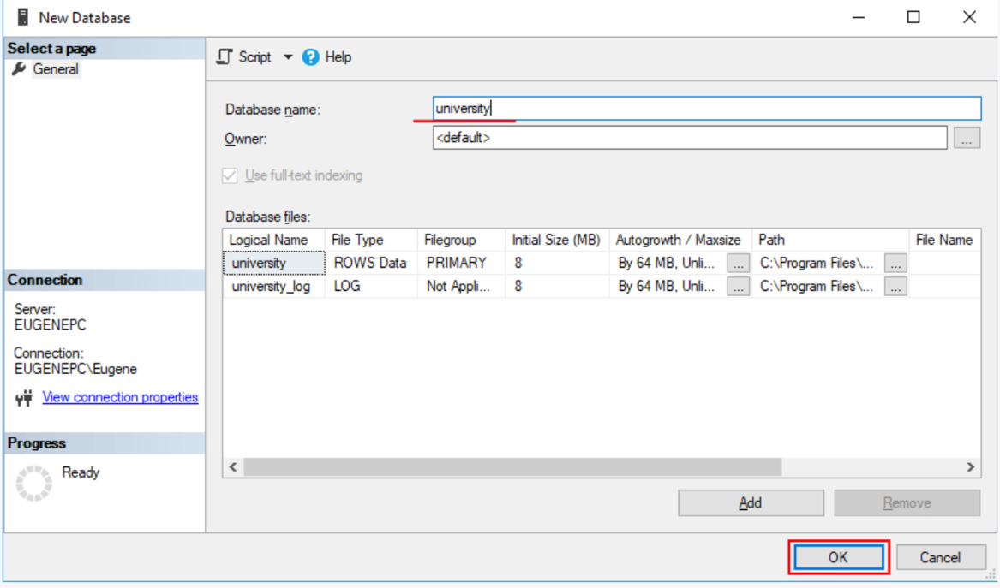 New Database
Select a page
General
Script Help
Database name: university
Owner: <default> ...
Use full-text indexing
Database files:
Logical Name File Type Filegroup Initial Size (MB) Autogrowth / Maxsize Path File Name
university ROWS Data PRIMARY 8 By 64 MB, Unli... ... C:\Program Files\... ...
university_log LOG Not Appli... 8 By 64 MB, Unli... ... C:\Program Files\... ...
Connection
Server:
EUGENEPC
Connection:
EUGENEPC\Eugene
View connection properties
Progress
Ready
Add Remove
OK Cancel